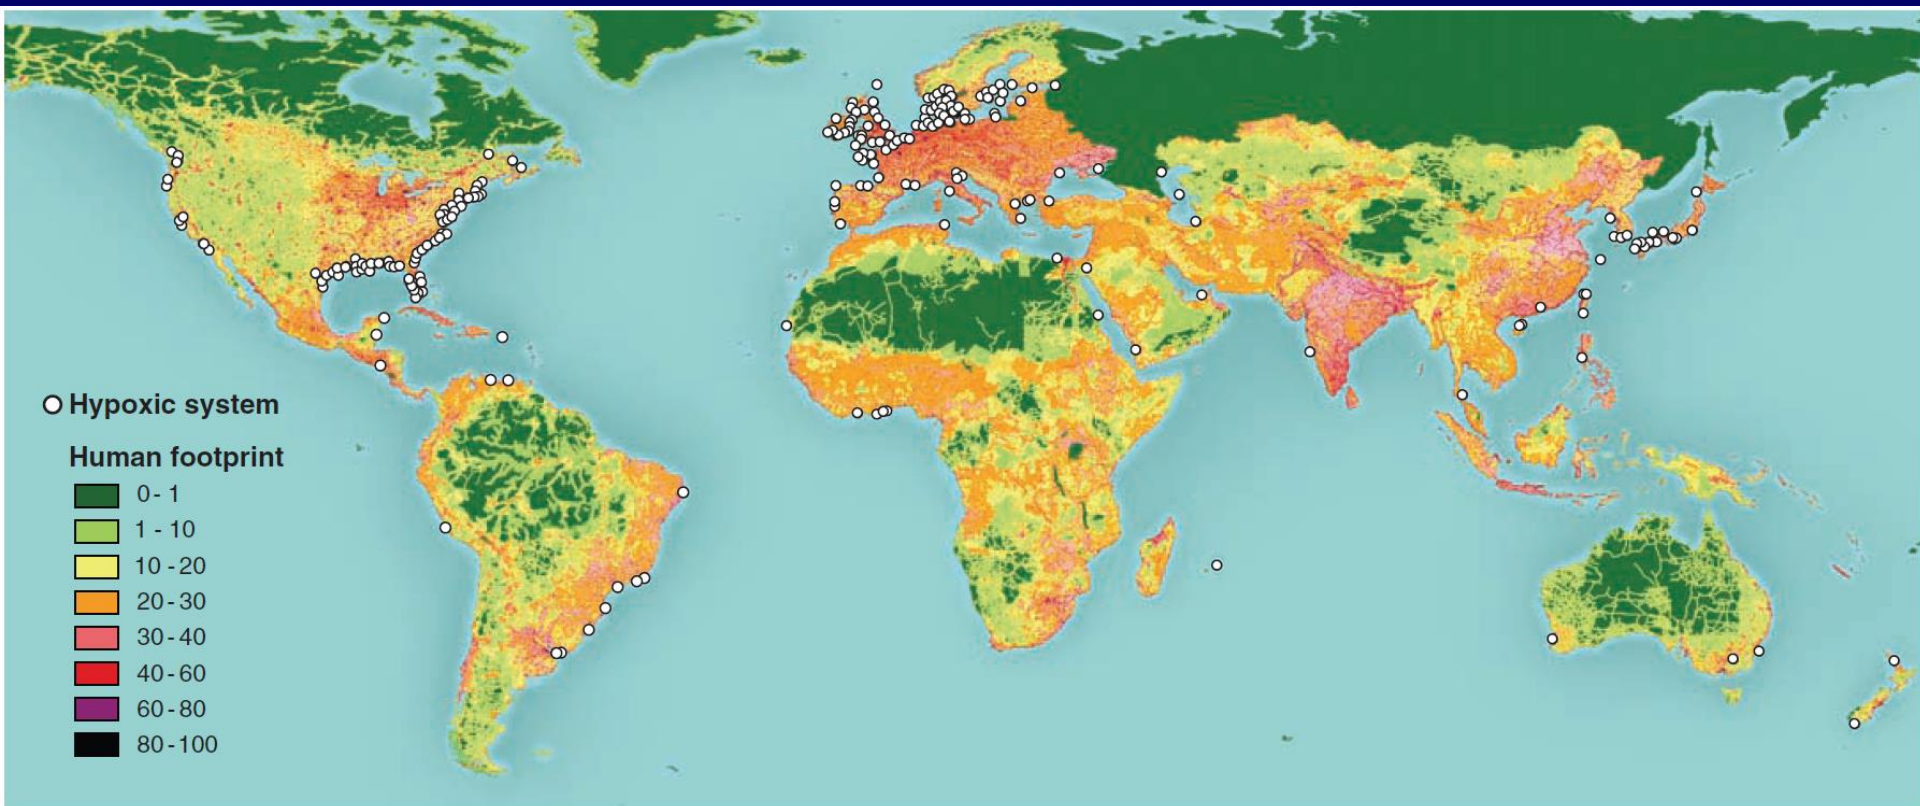 Hypoxic system
Human footprint
0 - 1
1 - 10
10 - 20
20 - 30
30 - 40
40 - 60
60 - 80
80 - 100